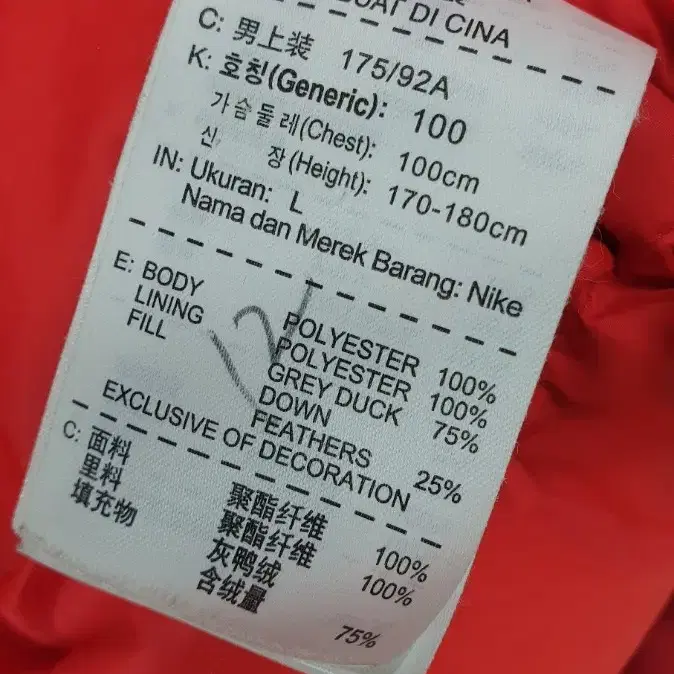 BUAT DI CINA
C: 男上装 175/92A
K: 호칭(Generic): 100
가슴둘레(Chest): 100cm
신 장(Height): 170-180cm
IN: Ukuran: L
Nama dan Merek Barang: Nike
E: BODY POLYESTER 100%
LINING POLYESTER 100%
FILL GREY DUCK 75%
DOWN
FEATHERS 25%
EXCLUSIVE OF DECORATION
C: 面料 聚酯纤维 100%
里料 聚酯纤维 100%
填充物 灰鸭绒
含绒量 75%